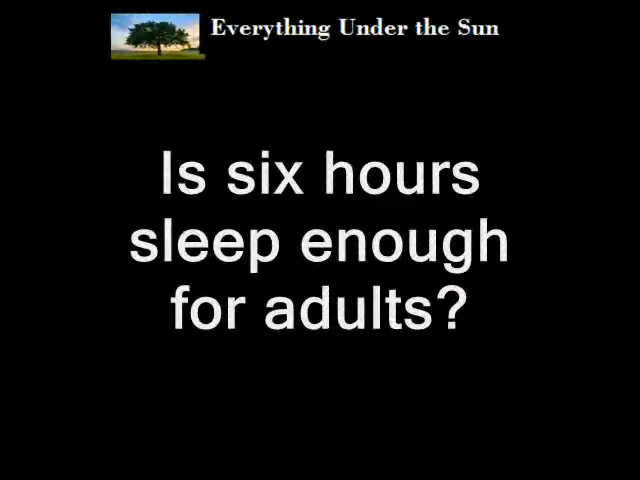 Everything Under the Sun
Is six hours
sleep enough
for adults?